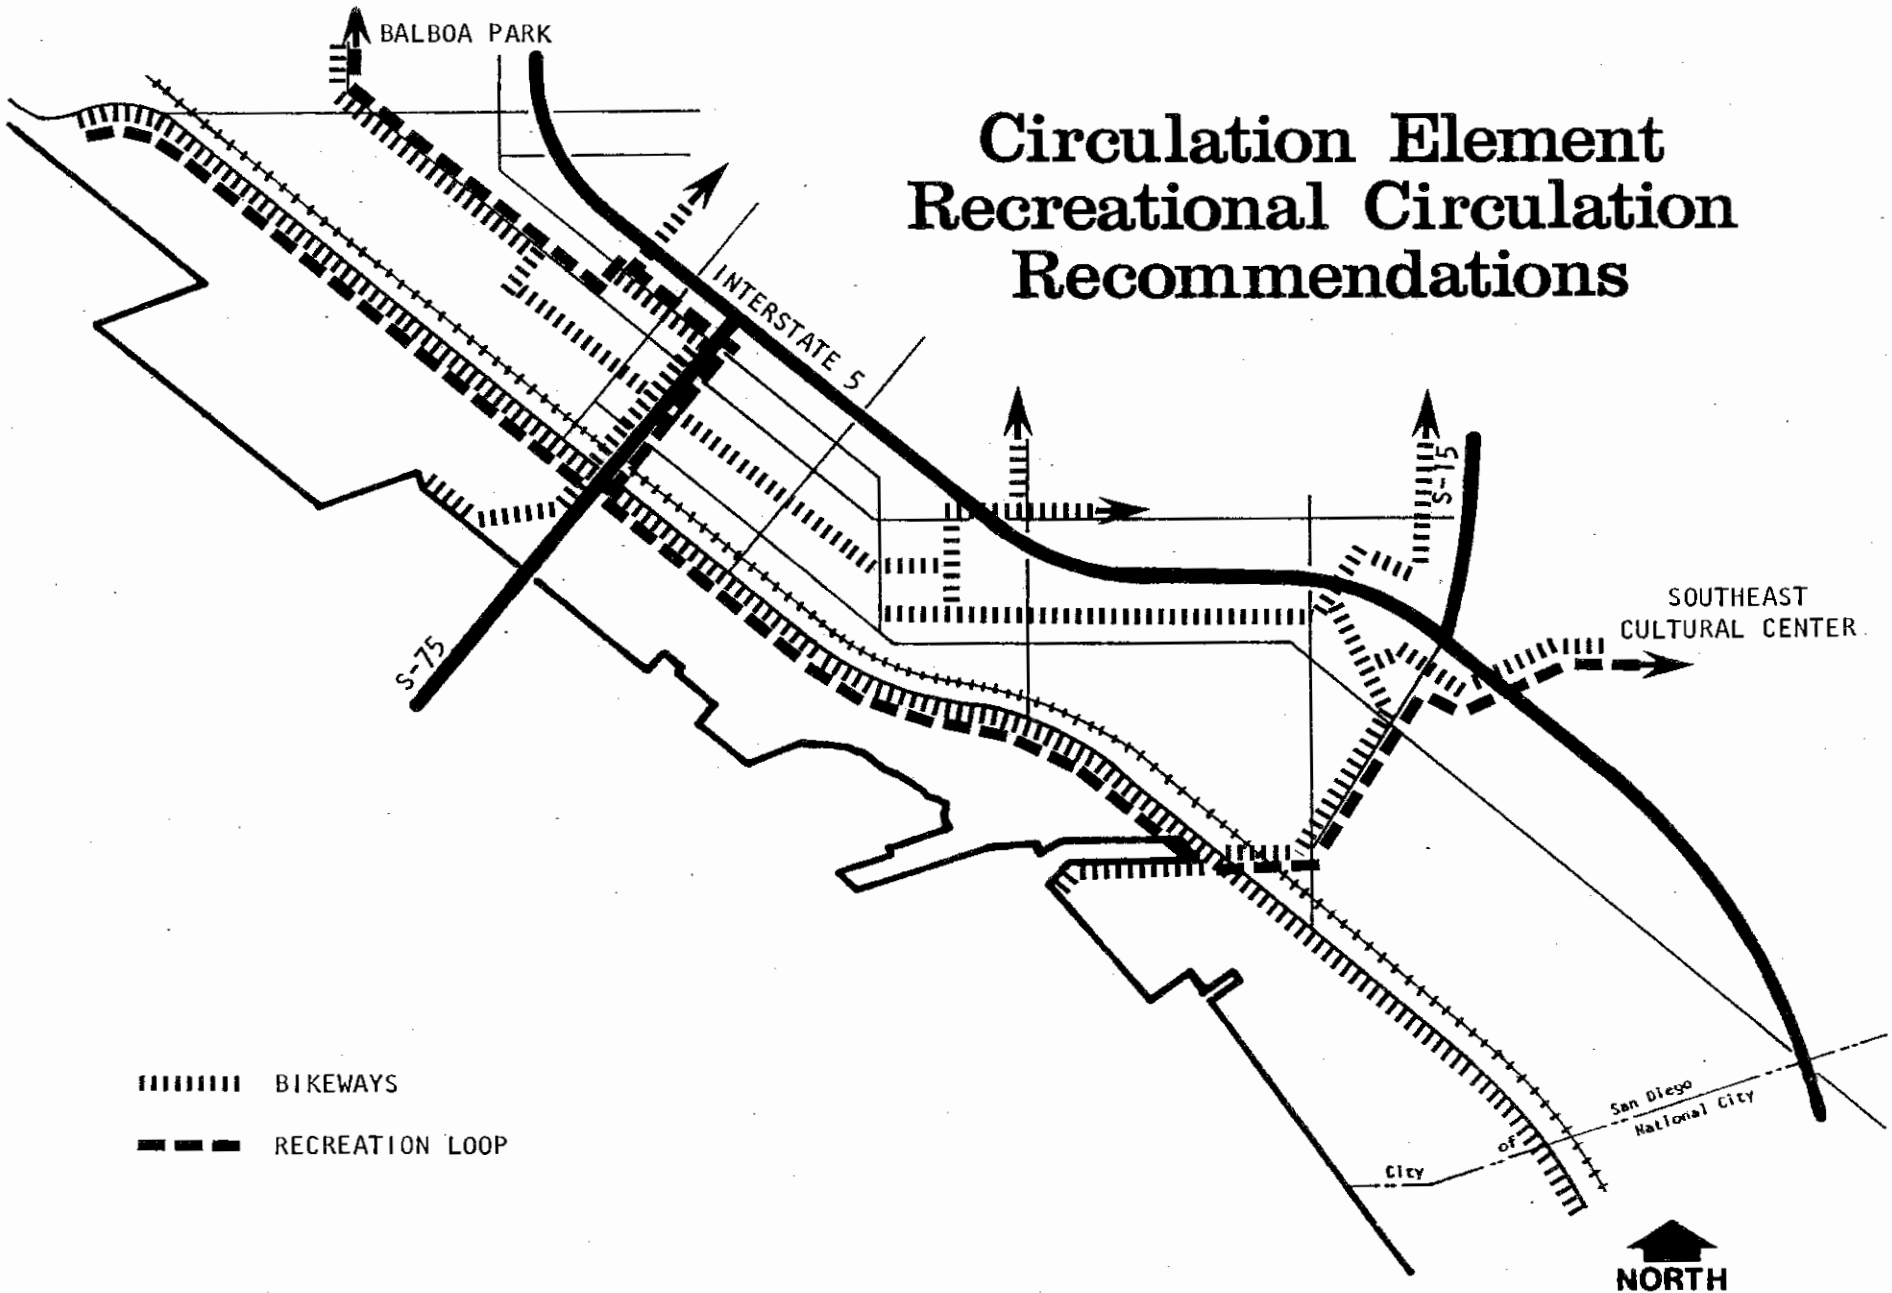 BALBOA PARK
Circulation Element
Recreational Circulation
Recommendations
INTERSTATE 5
S-15
SOUTHEAST
CULTURAL CENTER
S-75
BIKEWAYS
RECREATION LOOP
San Diego
National City
of
City
NORTH